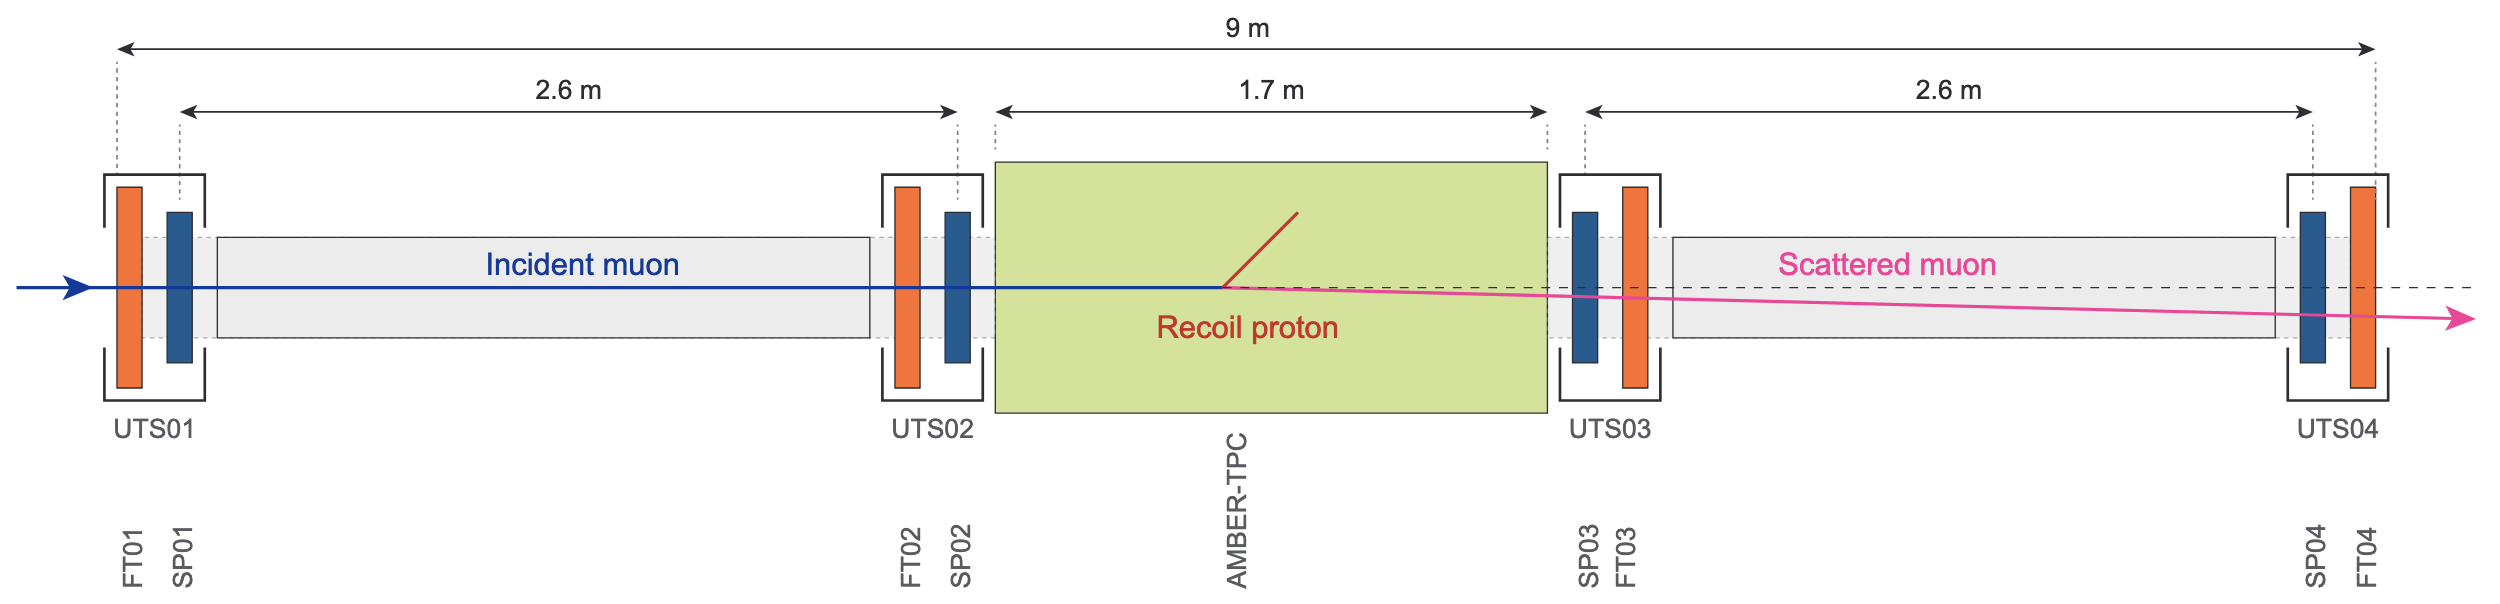 9 m
2.6 m
1.7 m
2.6 m
Incident muon
Scattered muon
Recoil proton
UTS01
UTS02
UTS03
UTS04
FT01
SP01
FT02
SP02
AMBER-TPC
SP03
FT03
SP04
FT04